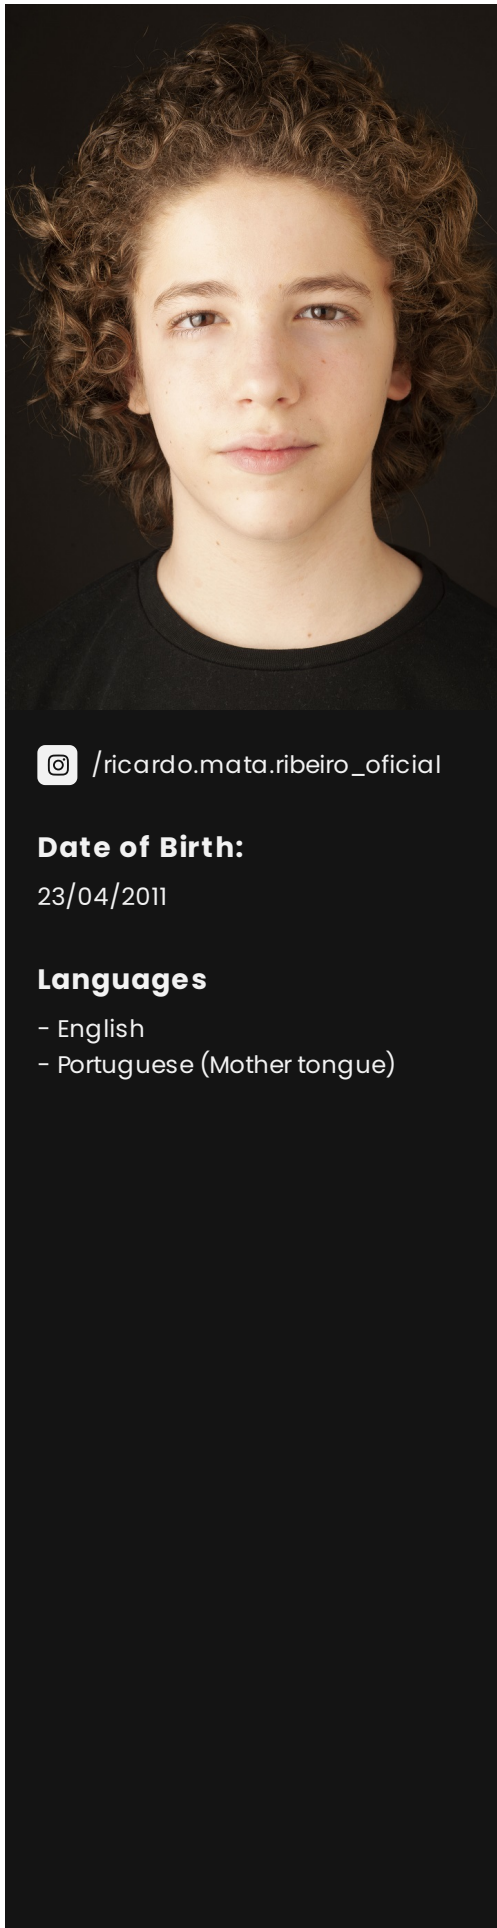 /ricardo.mata.ribeiro_oficial
Date of Birth:
23/04/2011
Languages
- English
- Portuguese (Mother tongue)